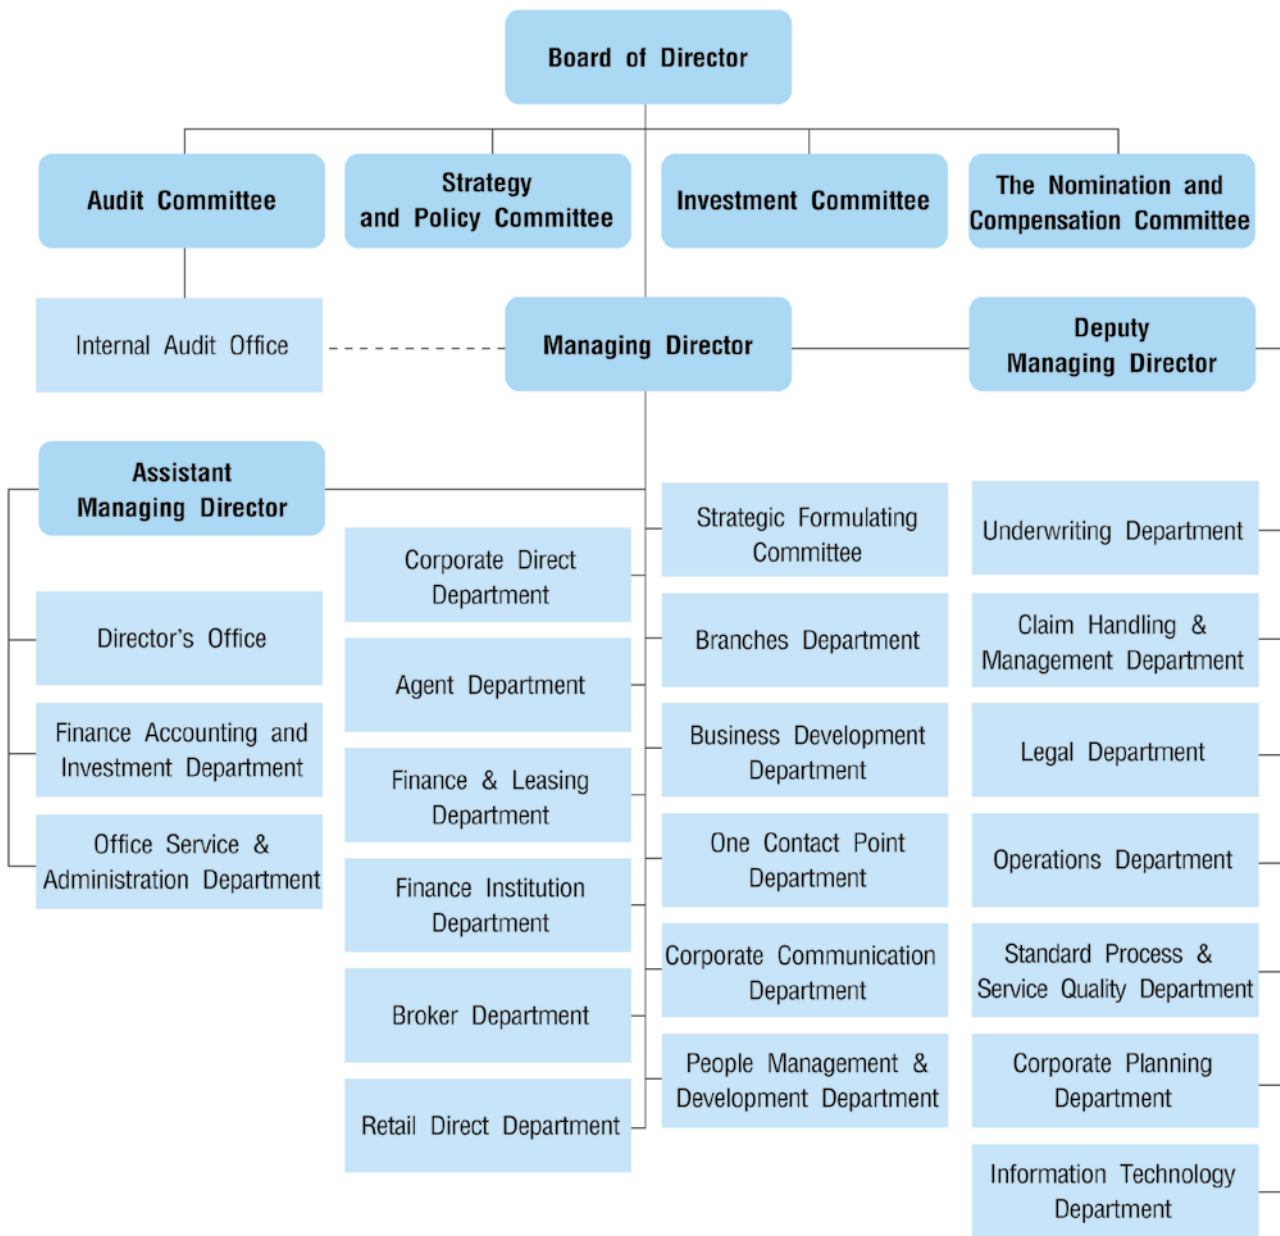 Board of Director
Audit Committee
Strategy
and Policy Committee
Investment Committee
The Nomination and
Compensation Committee
Internal Audit Office
Managing Director
Deputy
Managing Director
Assistant
Managing Director
Director's Office
Finance Accounting and
Investment Department
Office Service &
Administration Department
Corporate Direct
Department
Agent Department
Finance & Leasing
Department
Finance Institution
Department
Broker Department
Retail Direct Department
Strategic Formulating
Committee
Branches Department
Business Development
Department
One Contact Point
Department
Corporate Communication
Department
People Management &
Development Department
Underwriting Department
Claim Handling &
Management Department
Legal Department
Operations Department
Standard Process &
Service Quality Department
Corporate Planning
Department
Information Technology
Department